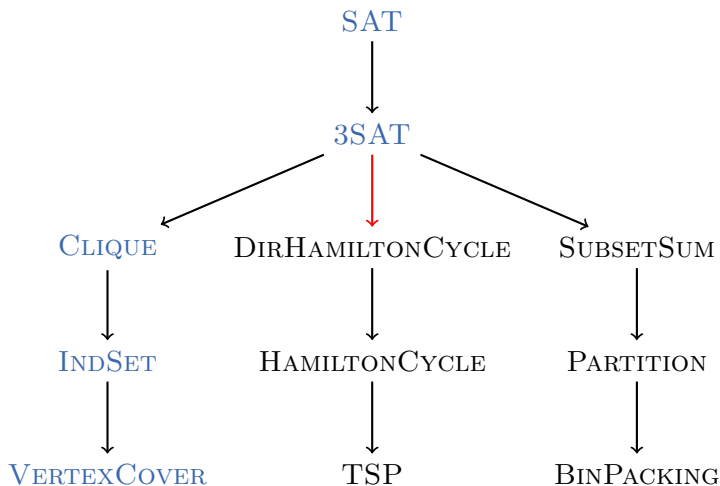 SAT
3SAT
CLIQUE DIRHAMILTONCYCLE SUBSETSUM
INDSET HAMILTONCYCLE PARTITION
VERTEXCOVER TSP BINPACKING